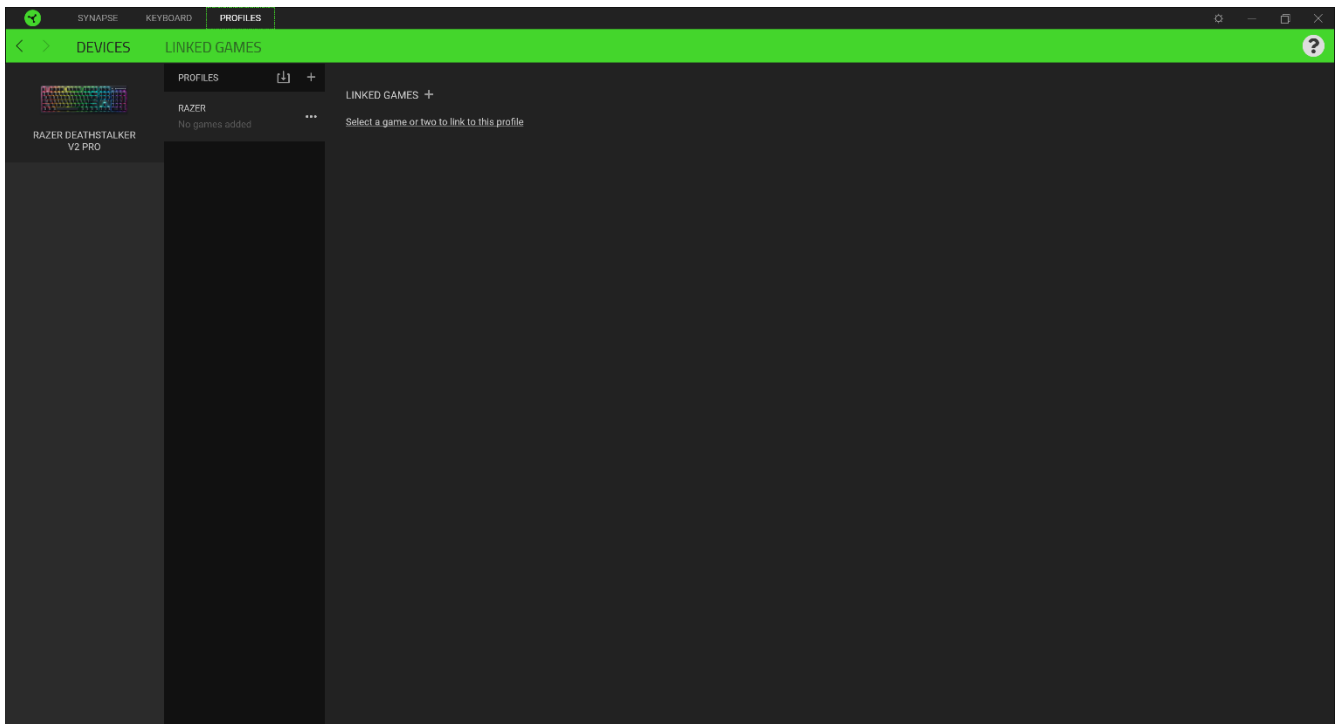 SYNAPSE KEYBOARD PROFILES
DEVICES LINKED GAMES ?
PROFILES
RAZER
No games added
RAZER DEATHSTALKER
V2 PRO
LINKED GAMES +
Select a game or two to link to this profile